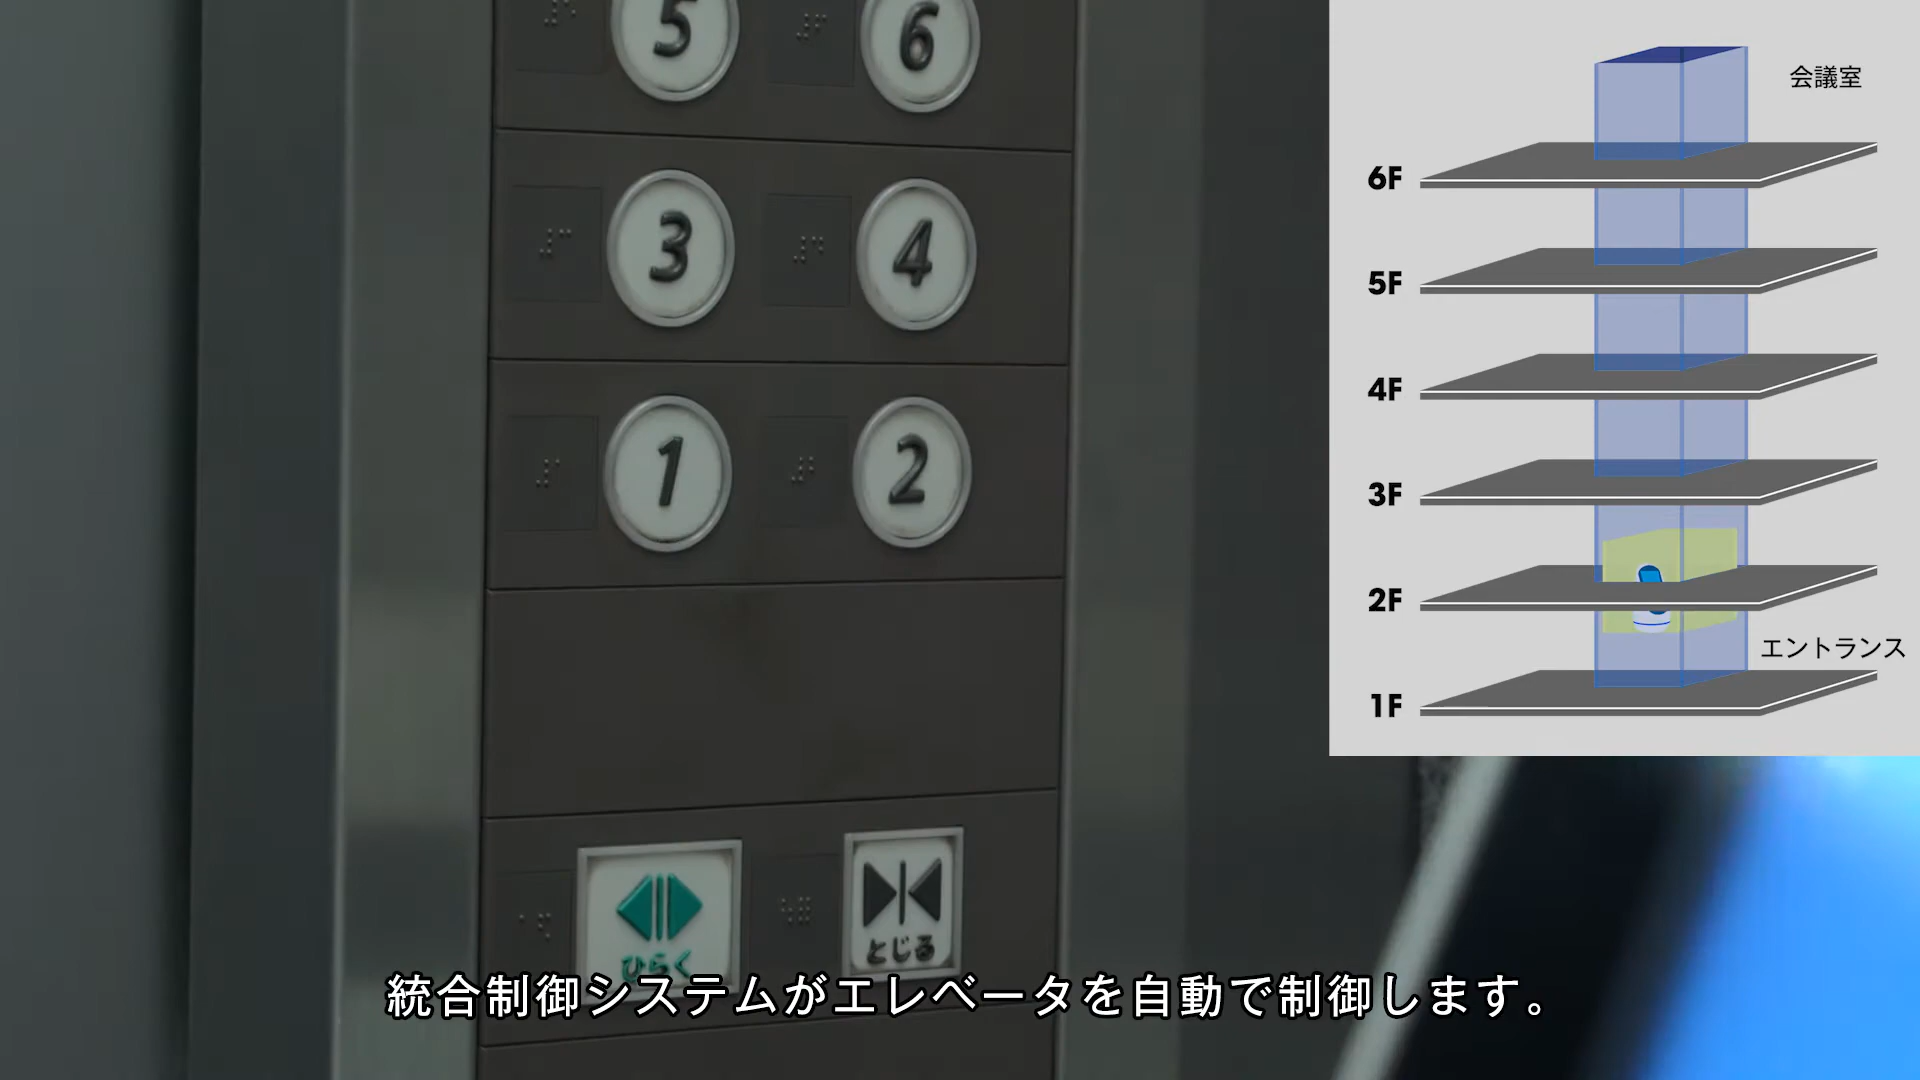 5 6
3 4
1 2
ひらく
とじる
会議室
6F
5F
4F
3F
2F
エントランス
1F
統合制御システムがエレベータを自動で制御します。